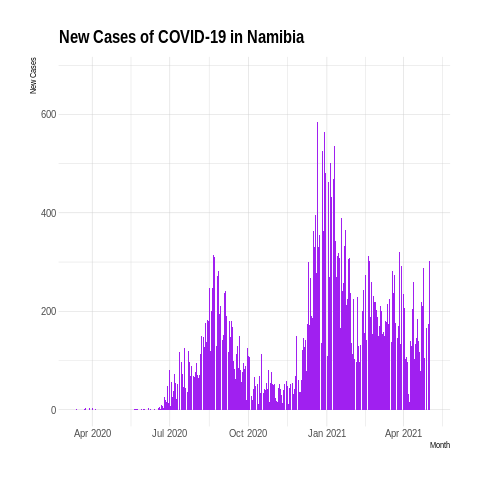 New Cases of COVID-19 in Namibia
New Cases
600
400
200
0
Apr 2020 Jul 2020 Oct 2020 Jan 2021 Apr 2021
Month